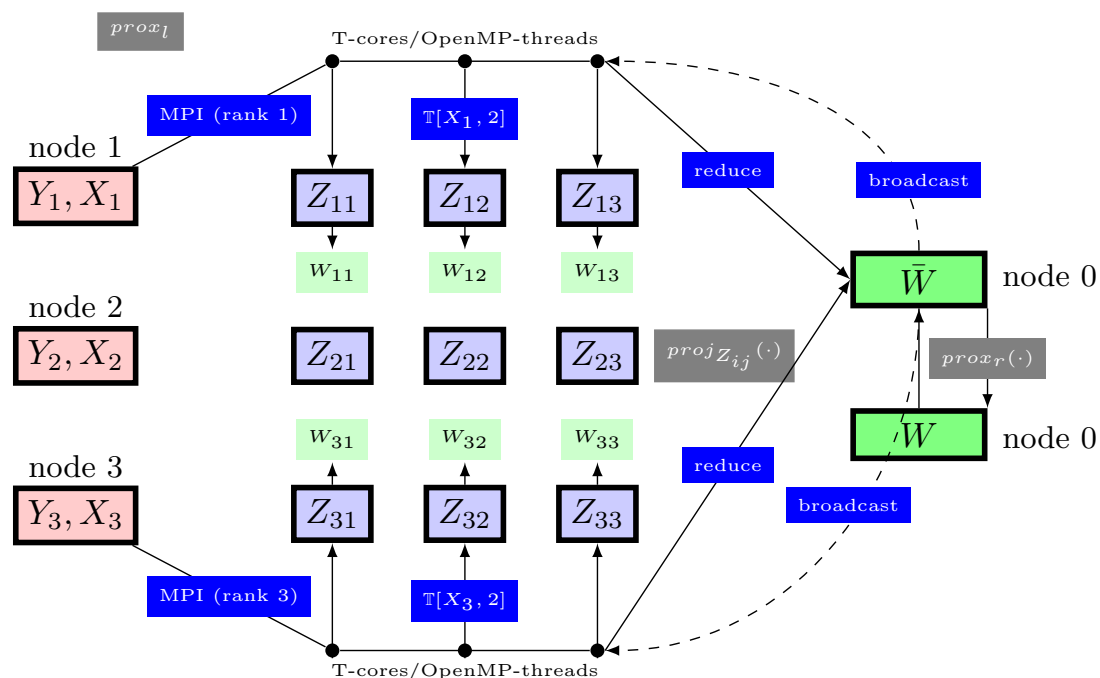 prox_l
T-cores/OpenMP-threads
MPI (rank 1)
𝕋[X_1, 2]
node 1
Y_1, X_1
Z_11
Z_12
Z_13
reduce
broadcast
W_11
W_12
W_13
W̄
node 0
node 2
Y_2, X_2
Z_21
Z_22
Z_23
proj_{Z_ij}(·)
prox_r(·)
W_31
W_32
W_33
W
node 0
node 3
reduce
Y_3, X_3
Z_31
Z_32
Z_33
broadcast
MPI (rank 3)
𝕋[X_3, 2]
T-cores/OpenMP-threads